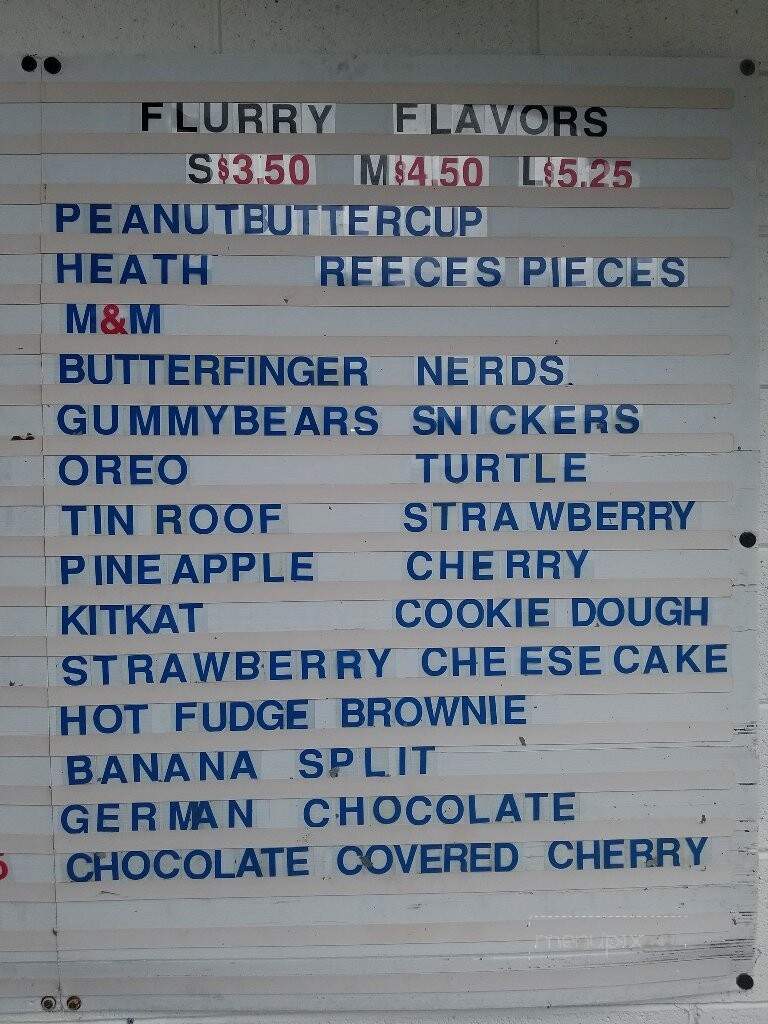 FLURRY FLAVORS
S$3.50 M$4.50 L$5.25
PEANUTBUTTERCUP
HEATH REECES PIECES
M&M
BUTTERFINGER NERDS
GUMMYBEARS SNICKERS
OREO TURTLE
TIN ROOF STRAWBERRY
PINEAPPLE CHERRY
KITKAT COOKIE DOUGH
STRAWBERRY CHEESECAKE
HOT FUDGE BROWNIE
BANANA SPLIT
GERMAN CHOCOLATE
5 CHOCOLATE COVERED CHERRY
menupix